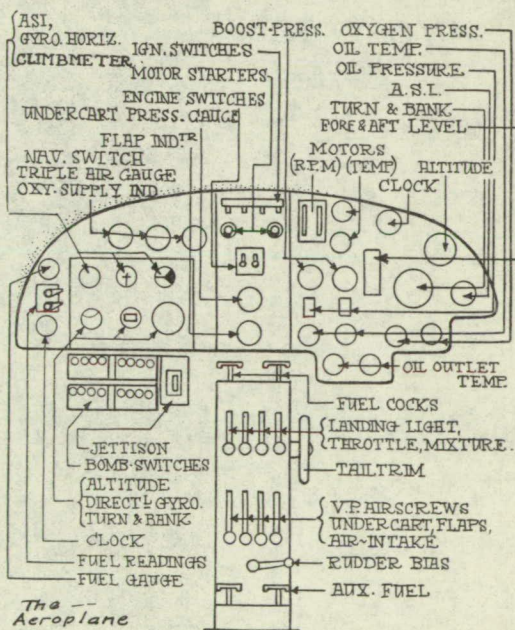 ASI,
GYRO. HORIZ.
CLIMBMETER
IGN. SWITCHES
MOTOR STARTERS
ENGINE SWITCHES
UNDERCART PRESS. GAUGE
FLAP INDTR
NAV. SWITCH
TRIPLE AIR GAUGE
OXY. SUPPLY IND.
BOOST-PRESS.
OXYGEN PRESS.
OIL TEMP.
OIL PRESSURE
A.S.I.
TURN & BANK
FORE & AFT LEVEL
MOTORS
(R.P.M) (TEMP)
ALTITUDE
CLOCK
OIL OUTLET
TEMP.
FUEL COCKS
LANDING LIGHT,
THROTTLE, MIXTURE.
TAIL TRIM
V.P. AIRSCREWS
UNDERCART, FLAPS,
AIR-INTAKE
RUDDER BIAS
AUX. FUEL
JETTISON
BOMB-SWITCHES
ALTITUDE
DIRECTL GYRO.
TURN & BANK
CLOCK
FUEL READINGS
FUEL GAUGE
The --
Aeroplane